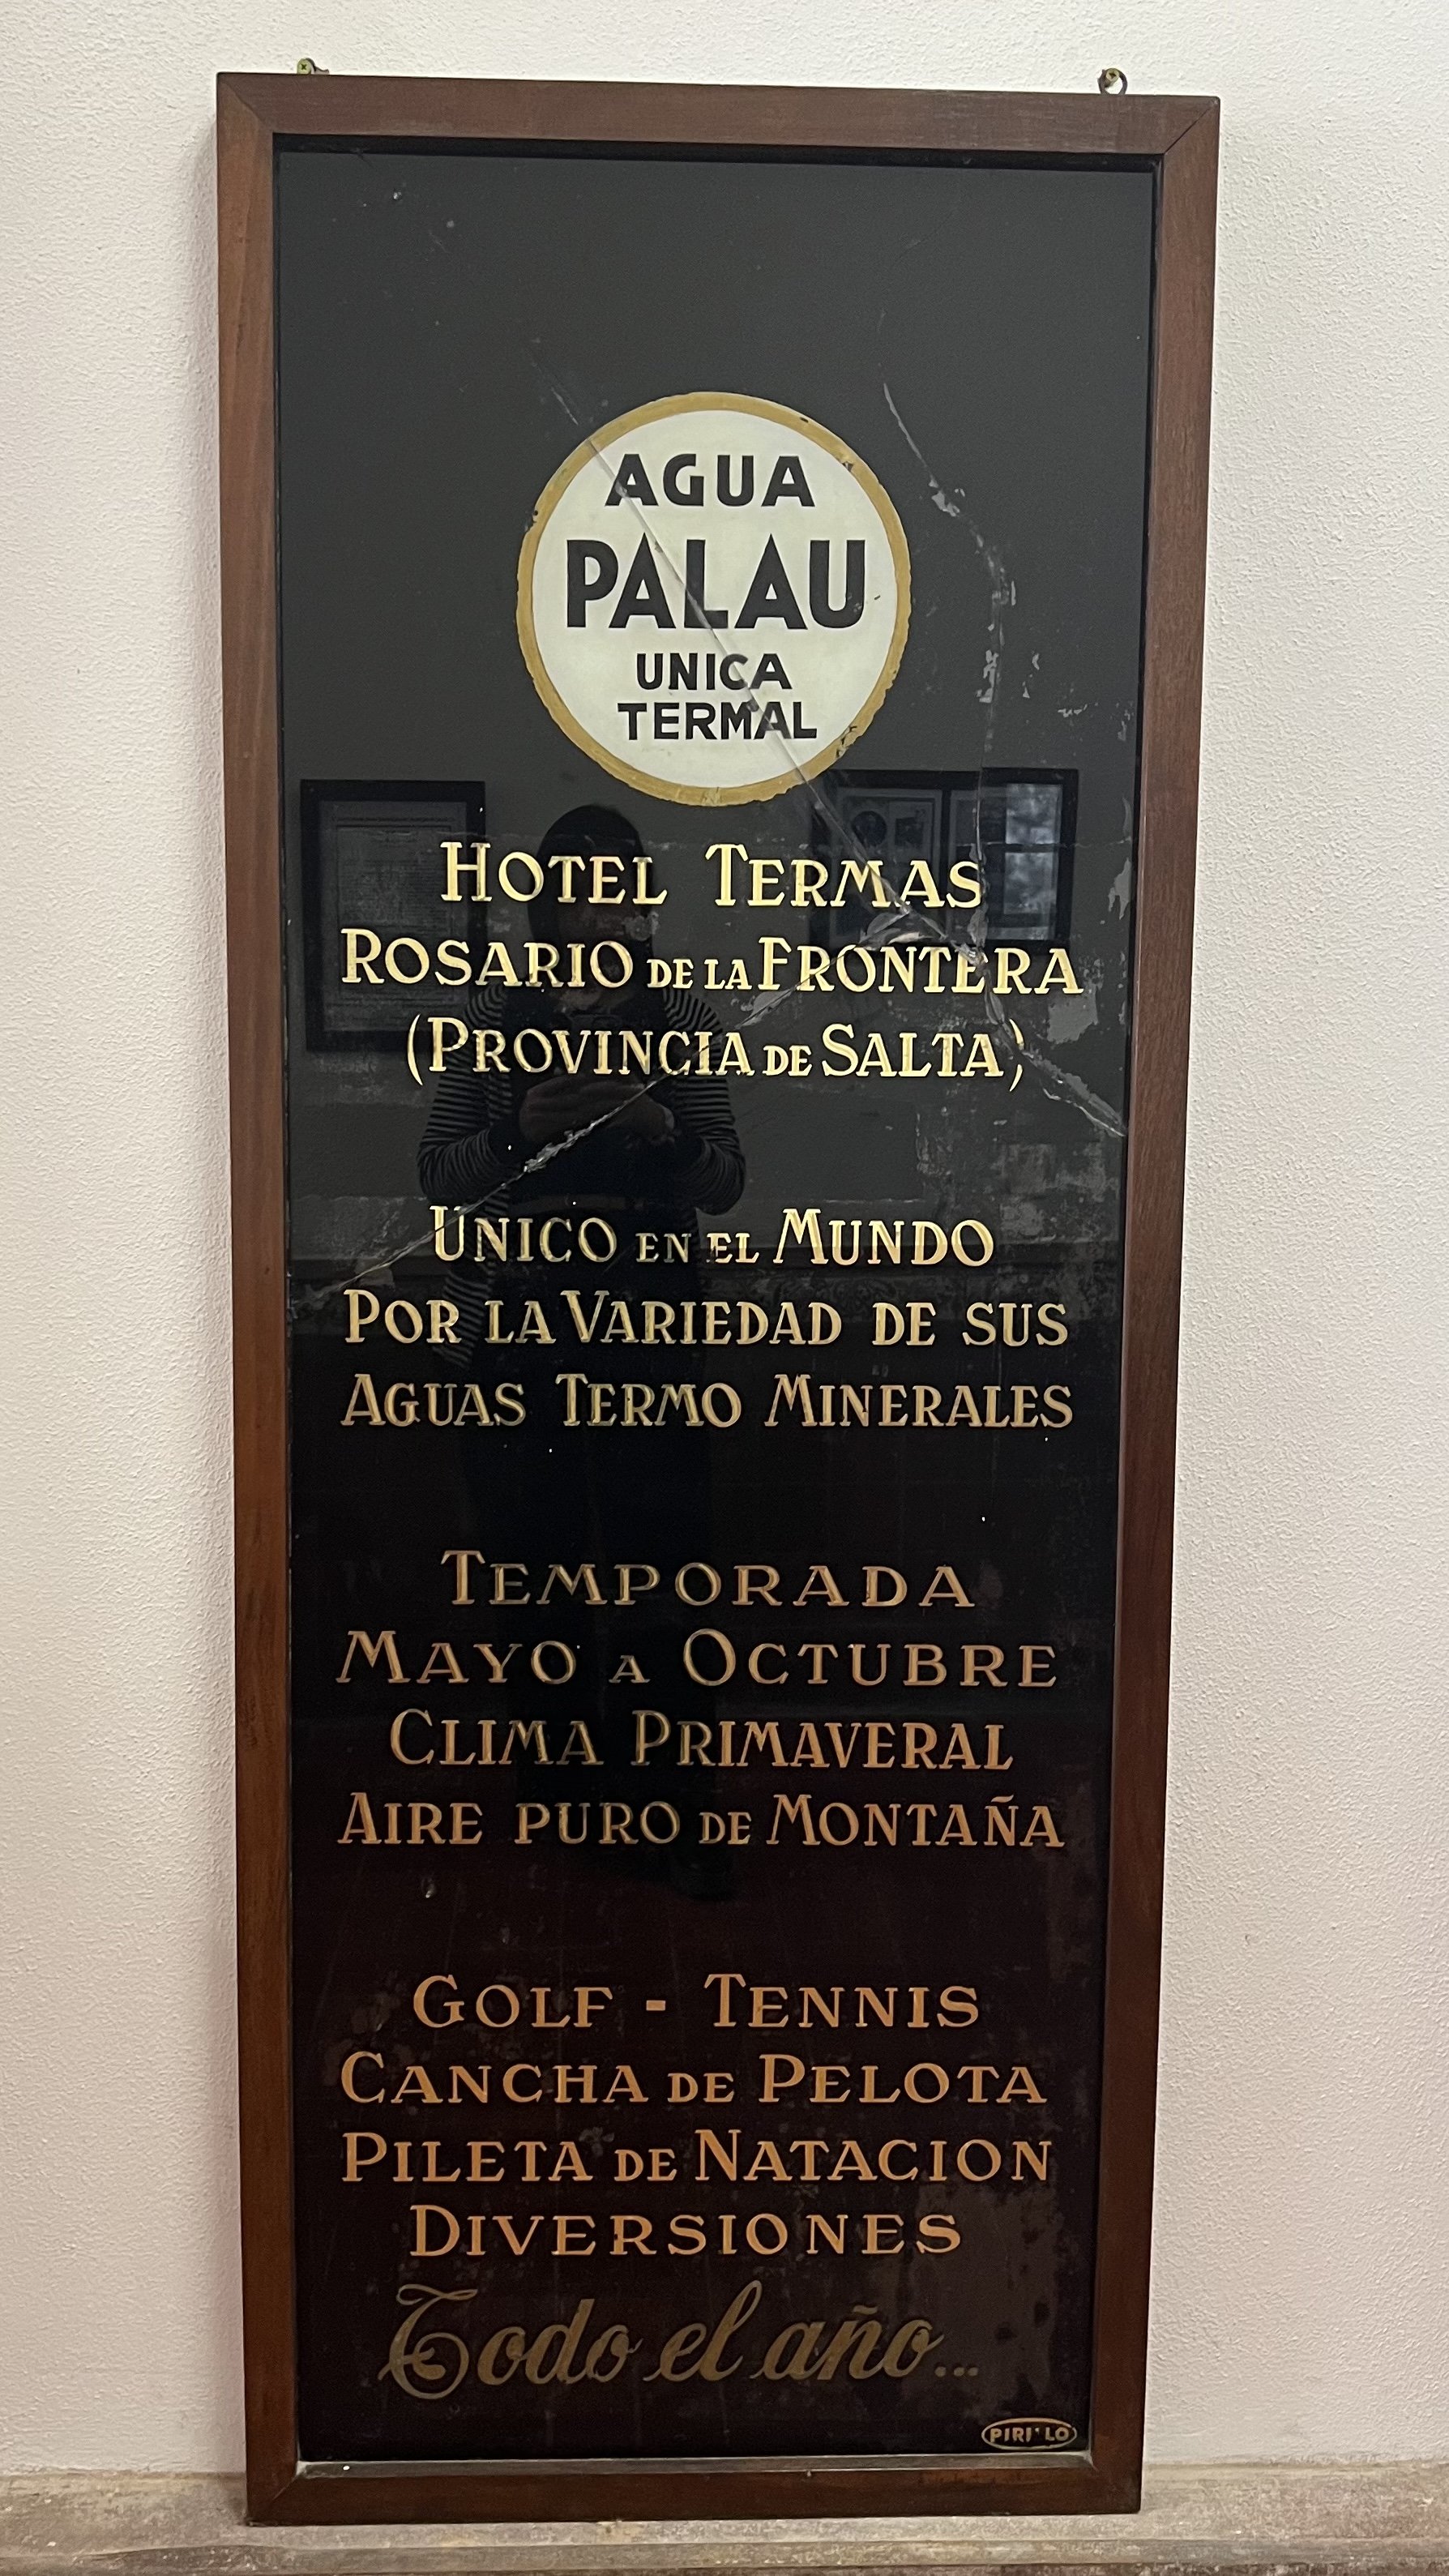 AGUA
PALAU
UNICA
TERMAL
HOTEL TERMAS
ROSARIO DE LA FRONTERA
(PROVINCIA DE SALTA)
UNICO EN EL MUNDO
POR LA VARIEDAD DE SUS
AGUAS TERMO MINERALES
TEMPORADA
MAYO A OCTUBRE
CLIMA PRIMAVERAL
AIRE PURO DE MONTAÑA
GOLF - TENNIS
CANCHA DE PELOTA
PILETA DE NATACION
DIVERSIONES
Todo el año...